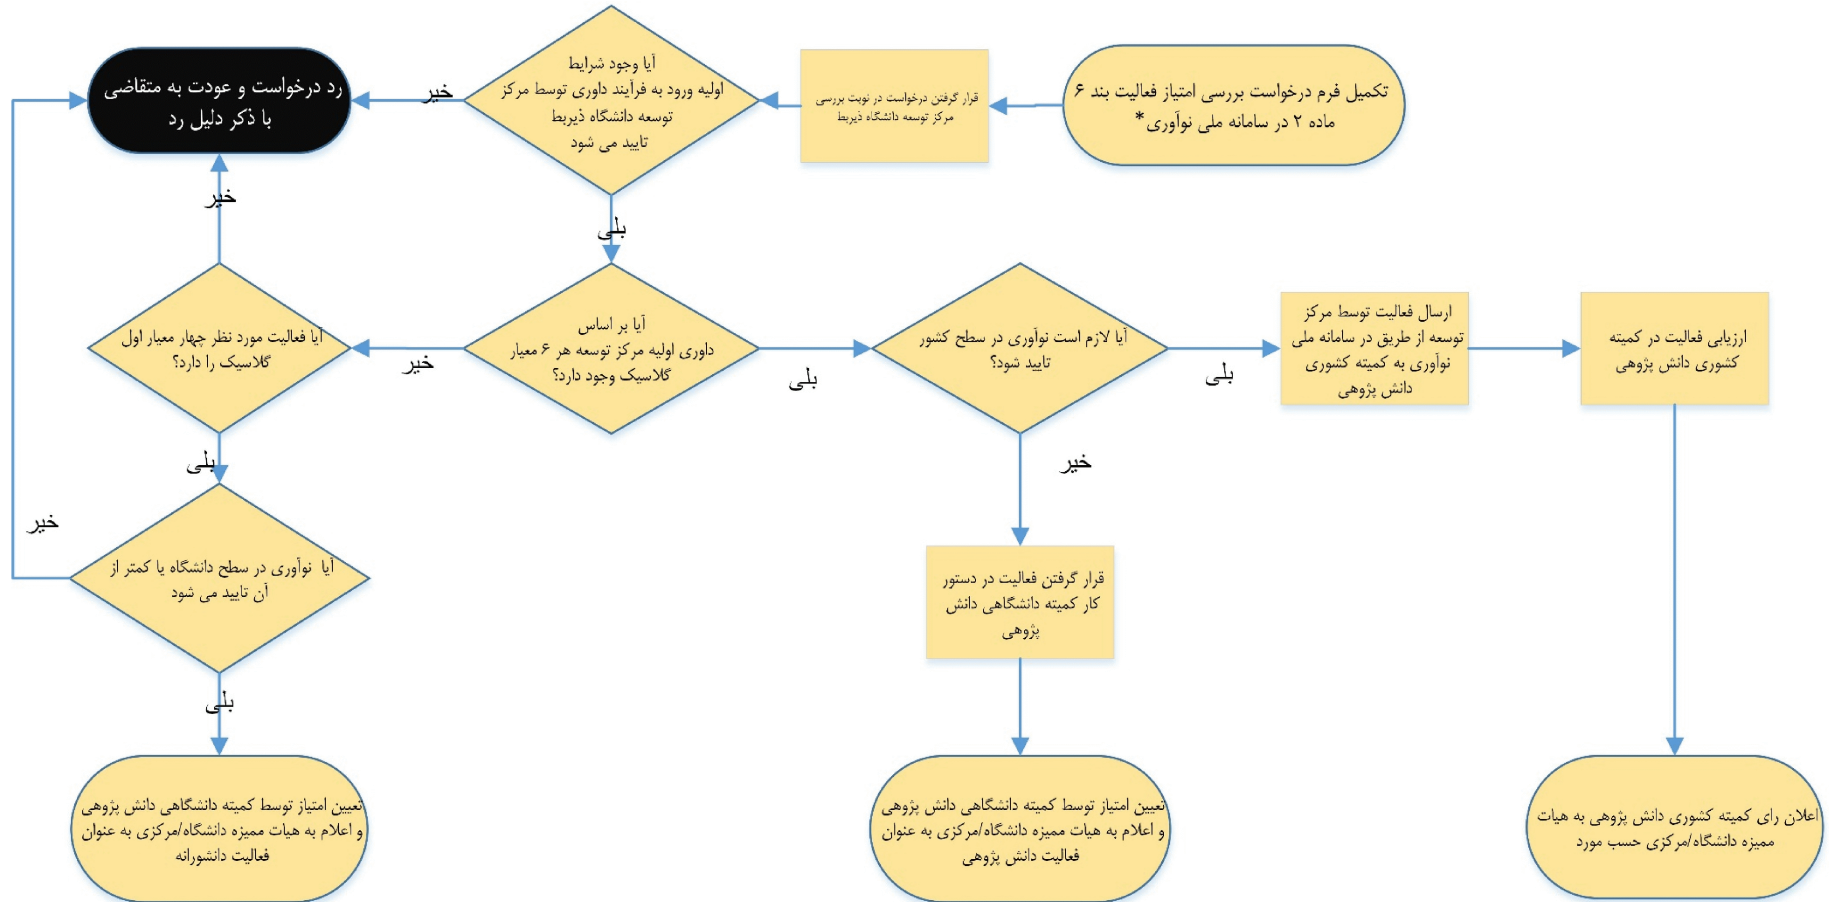 تکمیل فرم درخواست بررسی امتیاز فعالیت بند ۶
ماده ۲ در سامانه ملی نوآوری*
قرار گرفتن درخواست در نوبت بررسی
مرکز توسعه دانشگاه ذیربط
آیا وجود شرایط
اولیه ورود به فرآیند داوری توسط مرکز
توسعه دانشگاه ذیربط
تایید می شود
خیر
رد درخواست و عودت به متقاضی
با ذکر دلیل رد
خیر
بلی
ارزیابی فعالیت در کمیته
کشوری دانش پژوهی
ارسال فعالیت توسط مرکز
توسعه از طریق در سامانه ملی
نوآوری به کمیته کشوری
دانش پژوهی
بلی
آیا لازم است نوآوری در سطح کشور
تایید شود؟
بلی
آیا بر اساس
داوری اولیه مرکز توسعه هر ۶ معیار
گلاسیک وجود دارد؟
خیر
آیا فعالیت مورد نظر چهار معیار اول
گلاسیک را دارد؟
خیر
بلی
خیر
قرار گرفتن فعالیت در دستور
کار کمیته دانشگاهی دانش
پژوهی
آیا نوآوری در سطح دانشگاه یا کمتر از
آن تایید می شود
بلی
اعلان رای کمیته کشوری دانش پژوهی به هیات
ممیزه دانشگاه/مرکزی حسب مورد
تعیین امتیاز توسط کمیته دانشگاهی دانش پژوهی
و اعلام به هیات ممیزه دانشگاه/مرکزی به عنوان
فعالیت دانش پژوهی
تعیین امتیاز توسط کمیته دانشگاهی دانش پژوهی
و اعلام به هیات ممیزه دانشگاه/مرکزی به عنوان
فعالیت دانشورانه